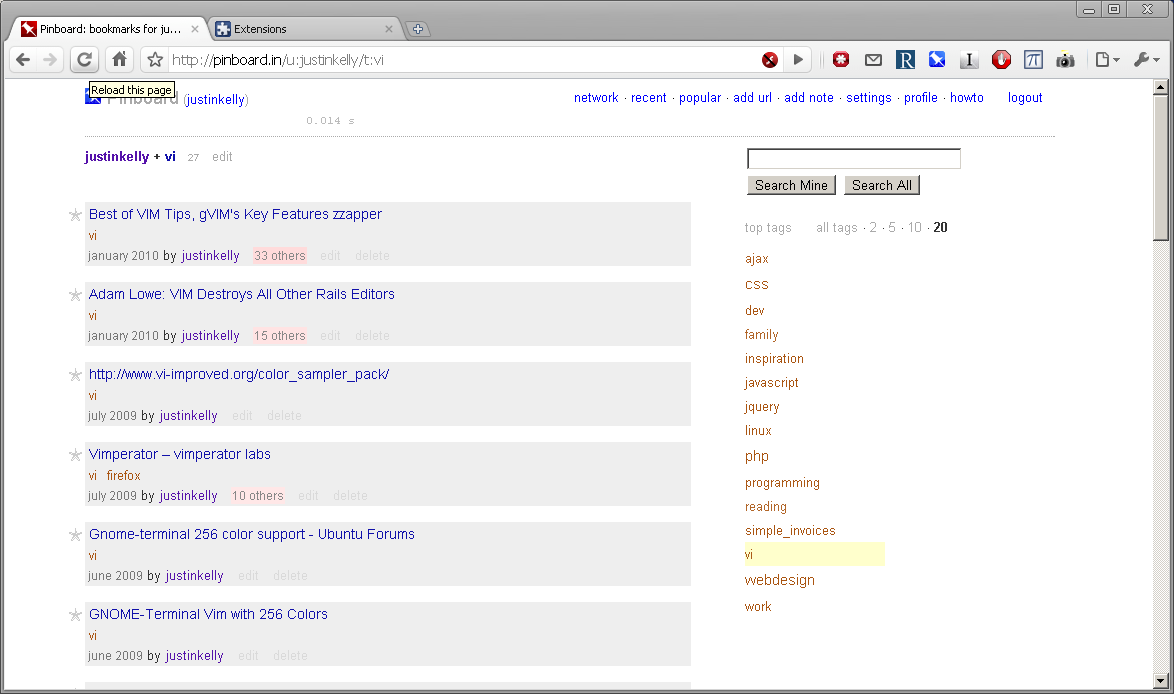 Pinboard: bookmarks for ju...
Extensions
http://pinboard.in/u:justinkelly/t:vi
Reload this page
Pinboard (justinkelly)
network · recent · popular · add url · add note · settings · profile · howto logout
0.014 s
justinkelly + vi 27 edit
Search Mine Search All
Best of VIM Tips, gVIM's Key Features zzapper
vi
january 2010 by justinkelly 33 others edit delete
Adam Lowe: VIM Destroys All Other Rails Editors
vi
january 2010 by justinkelly 15 others edit delete
http://www.vi-improved.org/color_sampler_pack/
vi
july 2009 by justinkelly edit delete
Vimperator – vimperator labs
vi firefox
july 2009 by justinkelly 10 others edit delete
Gnome-terminal 256 color support - Ubuntu Forums
vi
june 2009 by justinkelly edit delete
GNOME-Terminal Vim with 256 Colors
vi
june 2009 by justinkelly edit delete
top tags all tags · 2 · 5 · 10 · 20
ajax
css
dev
family
inspiration
javascript
jquery
linux
php
programming
reading
simple_invoices
vi
webdesign
work